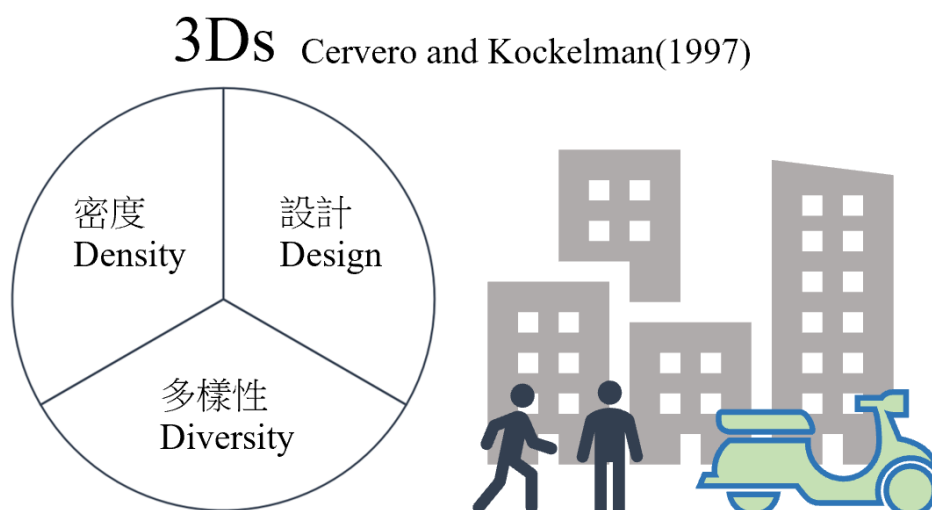 3Ds Cervero and Kockelman(1997)
密度
Density
設計
Design
多樣性
Diversity